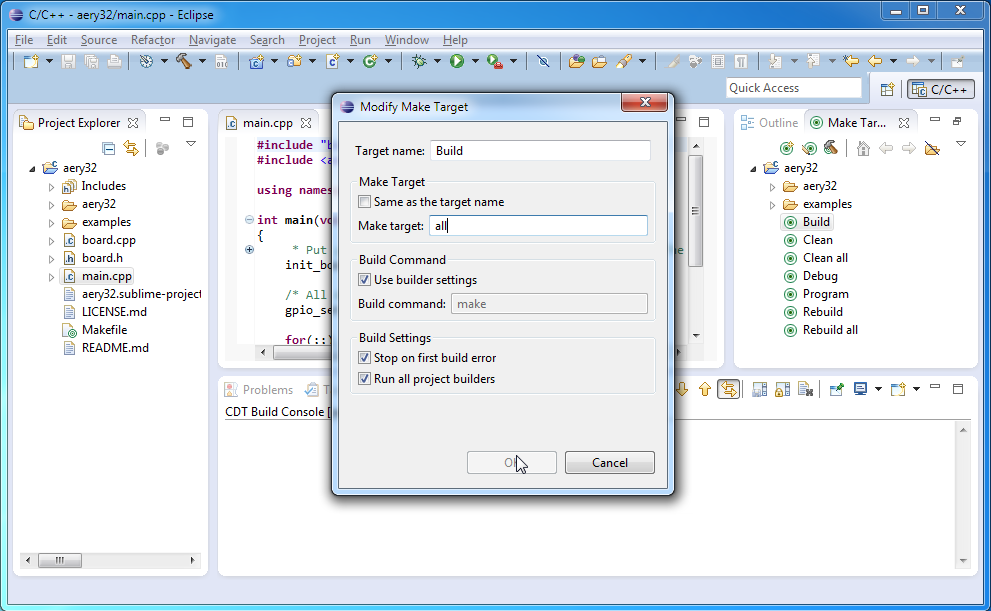 C/C++ - aery32/main.cpp - Eclipse
File Edit Source Refactor Navigate Search Project Run Window Help
Quick Access
C/C++
Project Explorer
aery32
Includes
aery32
examples
board.cpp
board.h
main.cpp
aery32.sublime-project
LICENSE.md
Makefile
README.md
main.cpp
#include "b
#include <a
using names
int main(vo
{
* Put
init_bo
/* All
gpio_se
for(;;)
Modify Make Target
Target name: Build
Make Target
Same as the target name
Make target: all
Build Command
Use builder settings
Build command: make
Build Settings
Stop on first build error
Run all project builders
Cancel
Outline
Make Tar...
aery32
aery32
examples
Build
Clean
Clean all
Debug
Program
Rebuild
Rebuild all
Problems
CDT Build Console [